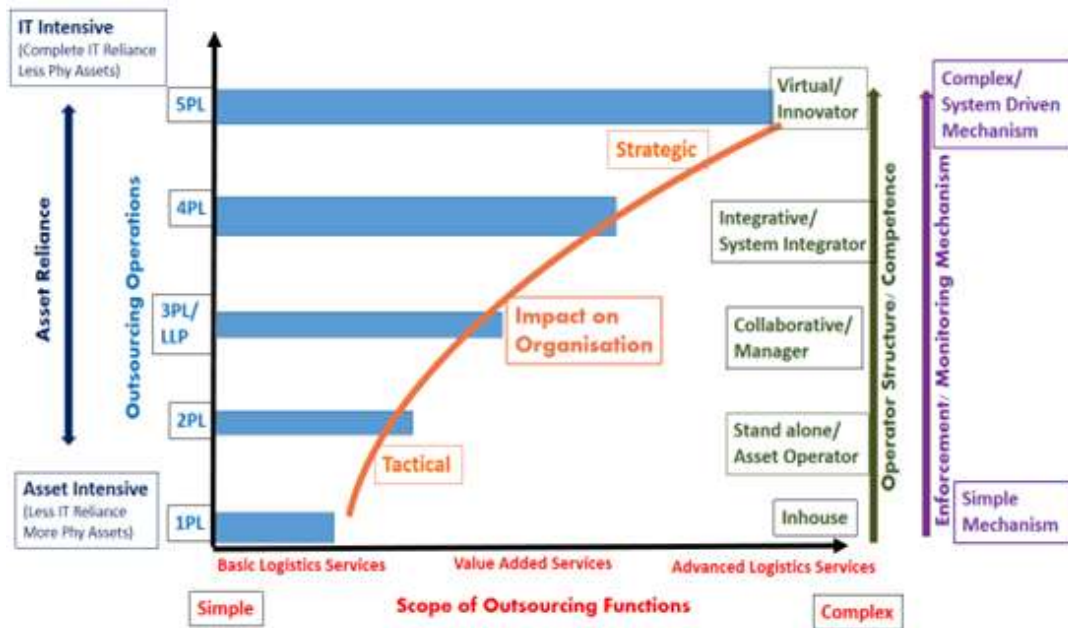 IT Intensive
(Complete IT Reliance
Less Phy Assets)
Asset Reliance
Asset Intensive
(Less IT Reliance
More Phy Assets)
Outsourcing Operations
5PL
4PL
3PL/
LLP
2PL
1PL
Strategic
Impact on
Organisation
Tactical
Virtual/
Innovator
Integrative/
System Integrator
Collaborative/
Manager
Stand alone/
Asset Operator
Inhouse
Operator Structure/ Competence
Enforcement/ Monitoring Mechanism
Complex/
System Driven
Mechanism
Simple
Mechanism
Basic Logistics Services
Value Added Services
Advanced Logistics Services
Simple
Scope of Outsourcing Functions
Complex